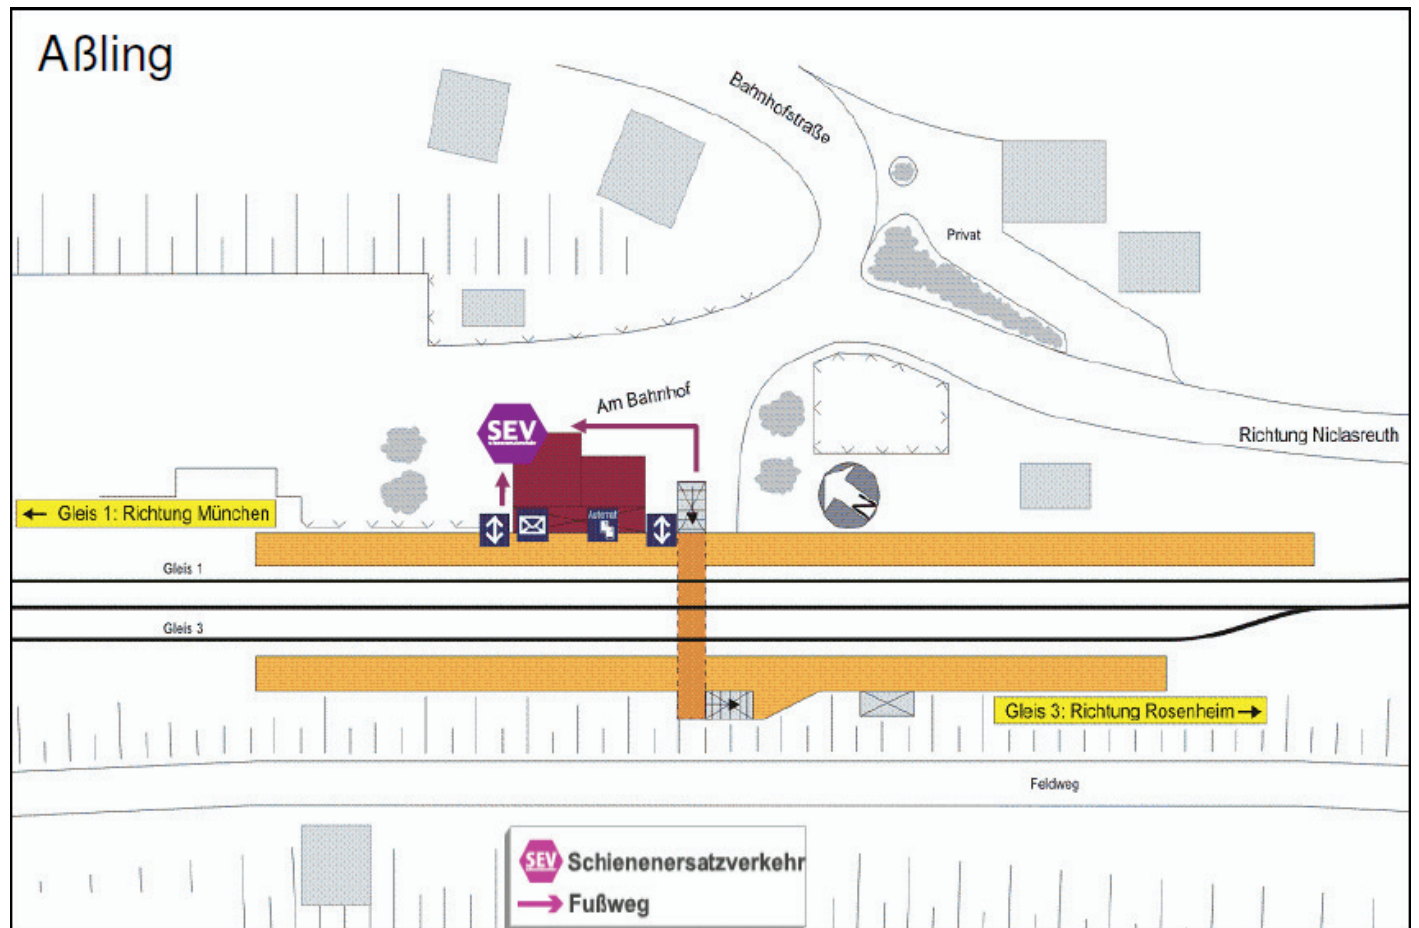 Aßling
Bahnhofstraße
Privat
Am Bahnhof
SEV
Richtung Niclasreuth
← Gleis 1: Richtung München
Automat
N
Gleis 1
Gleis 3
Gleis 3: Richtung Rosenheim →
Feldweg
SEV Schienenersatzverkehr
Fußweg